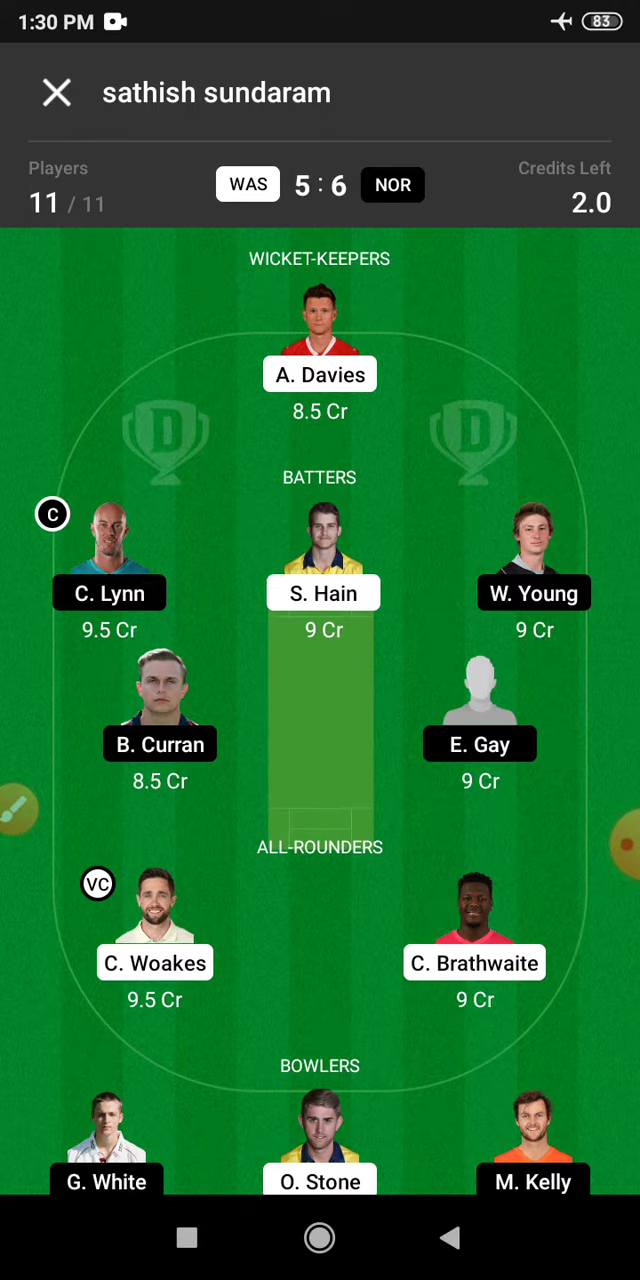 1:30 PM 83
sathish sundaram
Players Credits Left
11 / 11 WAS 5 : 6 NOR 2.0
WICKET-KEEPERS
A. Davies
8.5 Cr
D D
BATTERS
C
C. Lynn S. Hain W. Young
9.5 Cr 9 Cr 9 Cr
B. Curran E. Gay
8.5 Cr 9 Cr
ALL-ROUNDERS
VC
C. Woakes C. Brathwaite
9.5 Cr 9 Cr
BOWLERS
G. White O. Stone M. Kelly